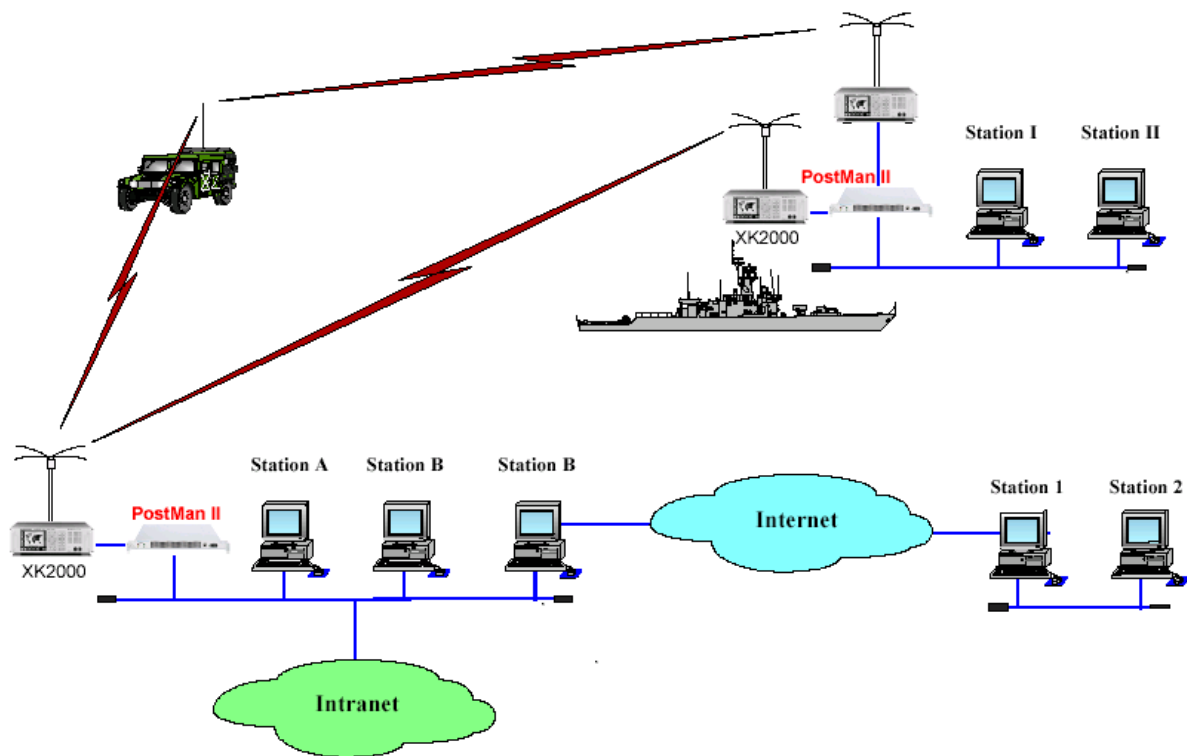 Station I
Station II
PostMan II
XK2000
Station A
Station B
Station B
Station 1
Station 2
PostMan II
Internet
XK2000
Intranet